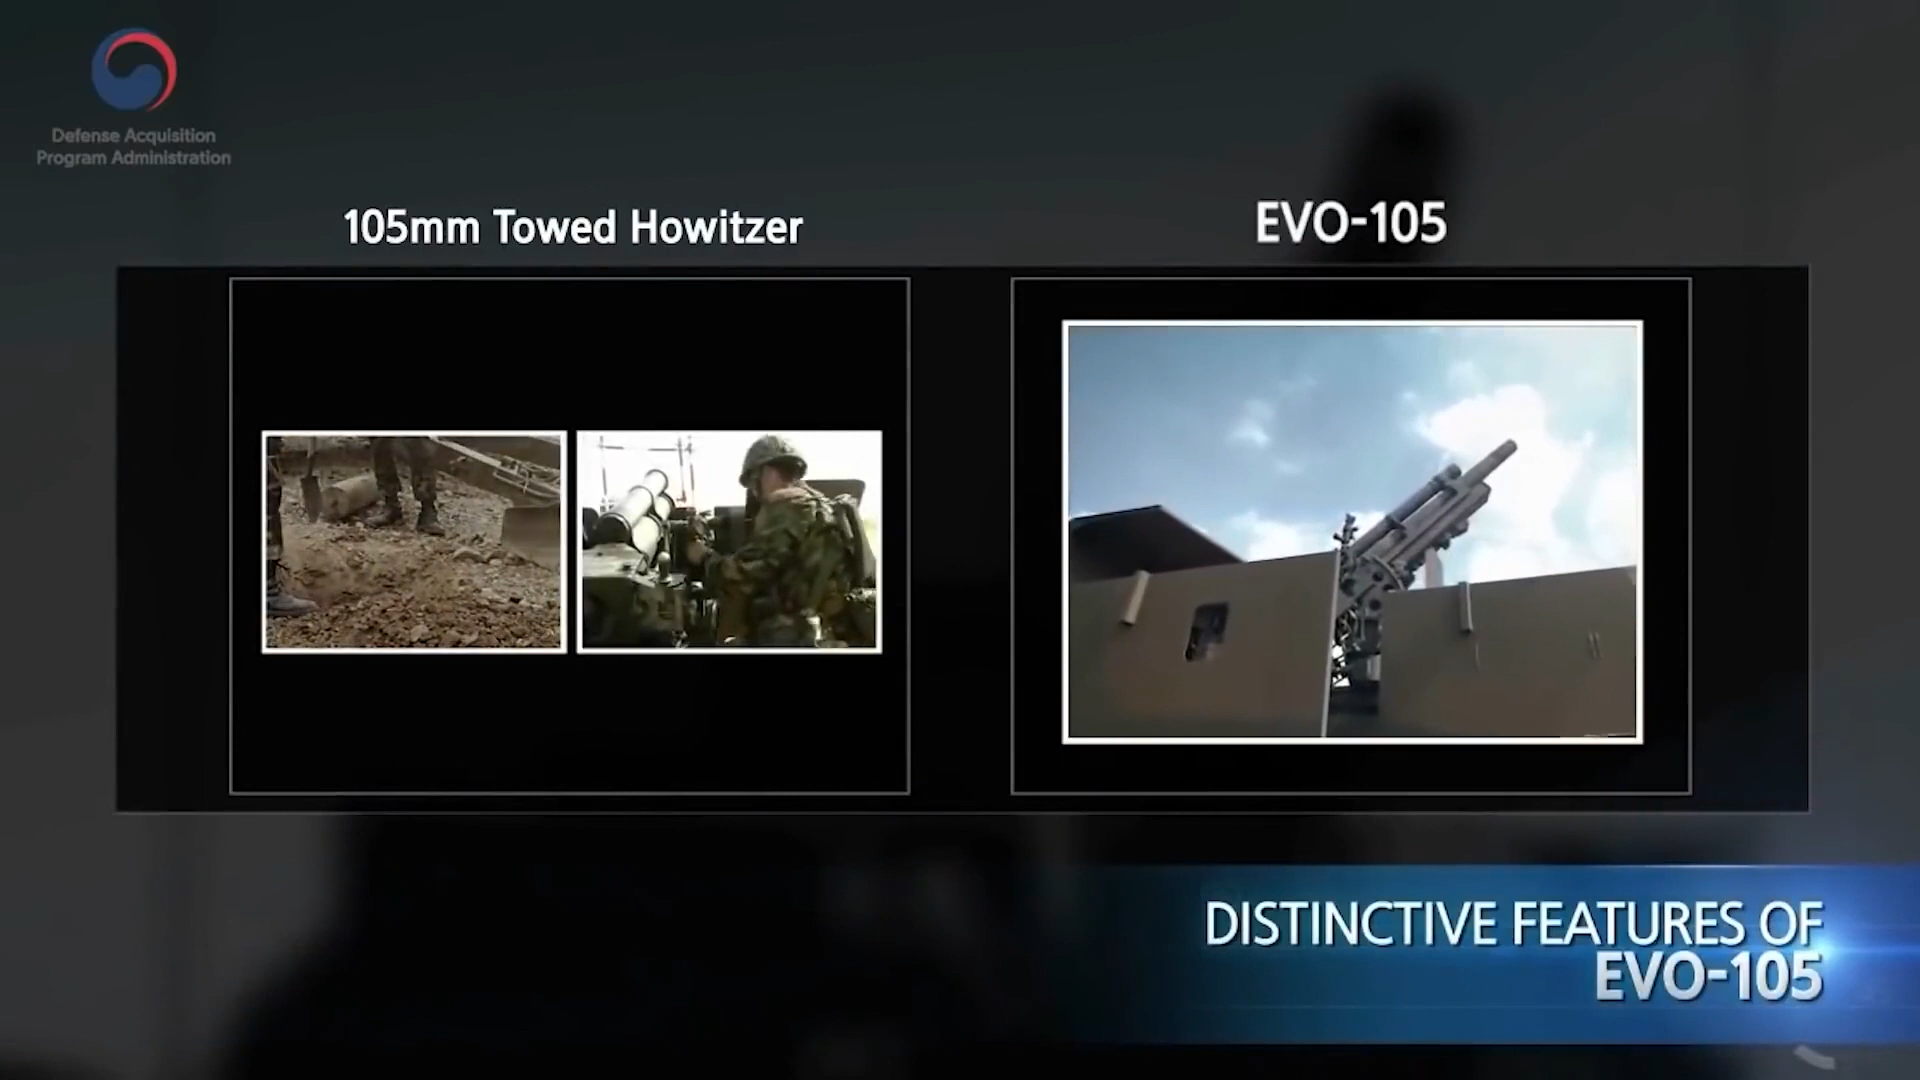 Defense Acquisition
Program Administration
105mm Towed Howitzer
EVO-105
DISTINCTIVE FEATURES OF
EVO-105